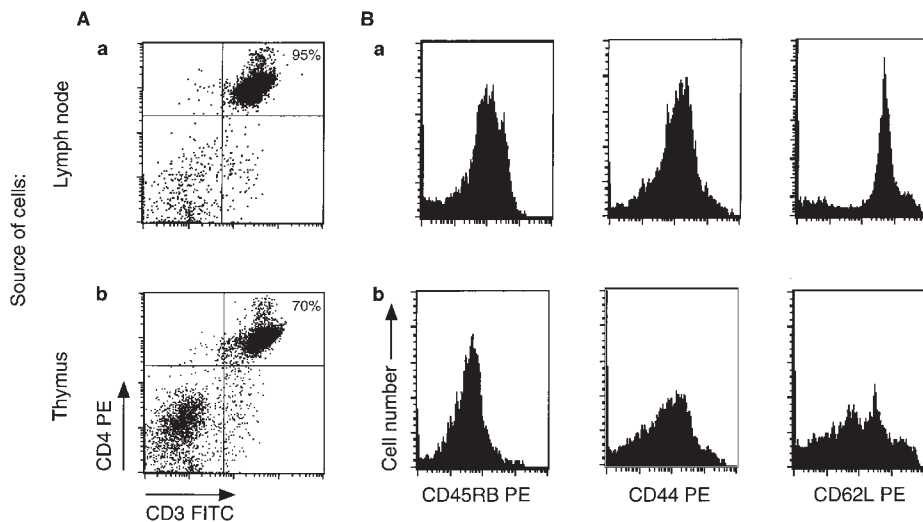 A
B
a
95%
a
Lymph node
Source of cells:
b
70%
b
Thymus
CD4 PE
Cell number
CD3 FITC
CD45RB PE
CD44 PE
CD62L PE